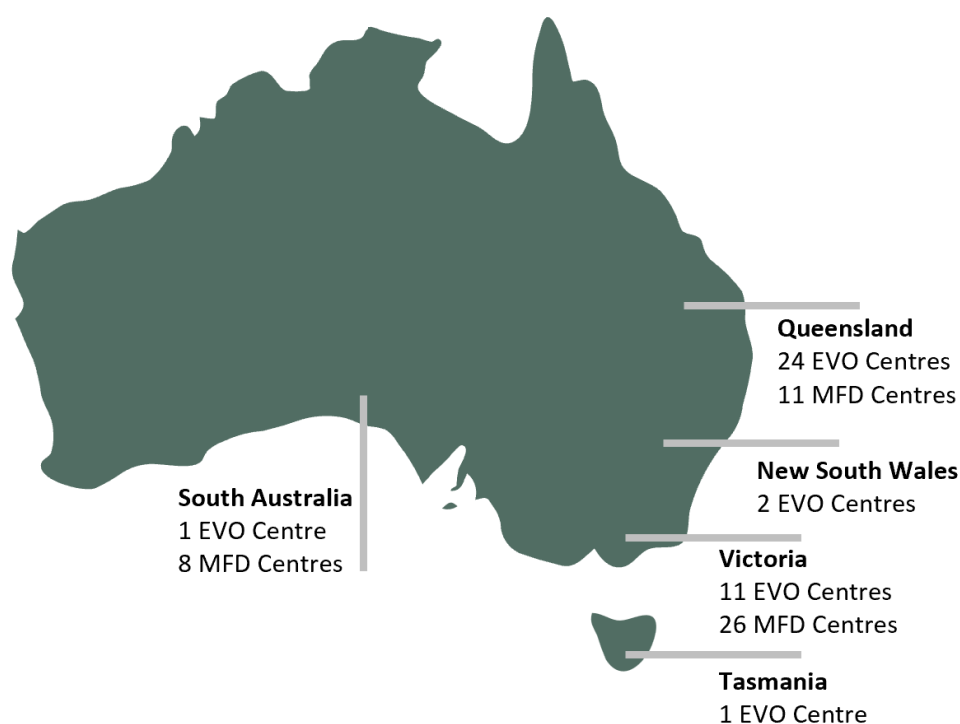 Queensland
24 EVO Centres
11 MFD Centres
New South Wales
2 EVO Centres
South Australia
1 EVO Centre
8 MFD Centres
Victoria
11 EVO Centres
26 MFD Centres
Tasmania
1 EVO Centre